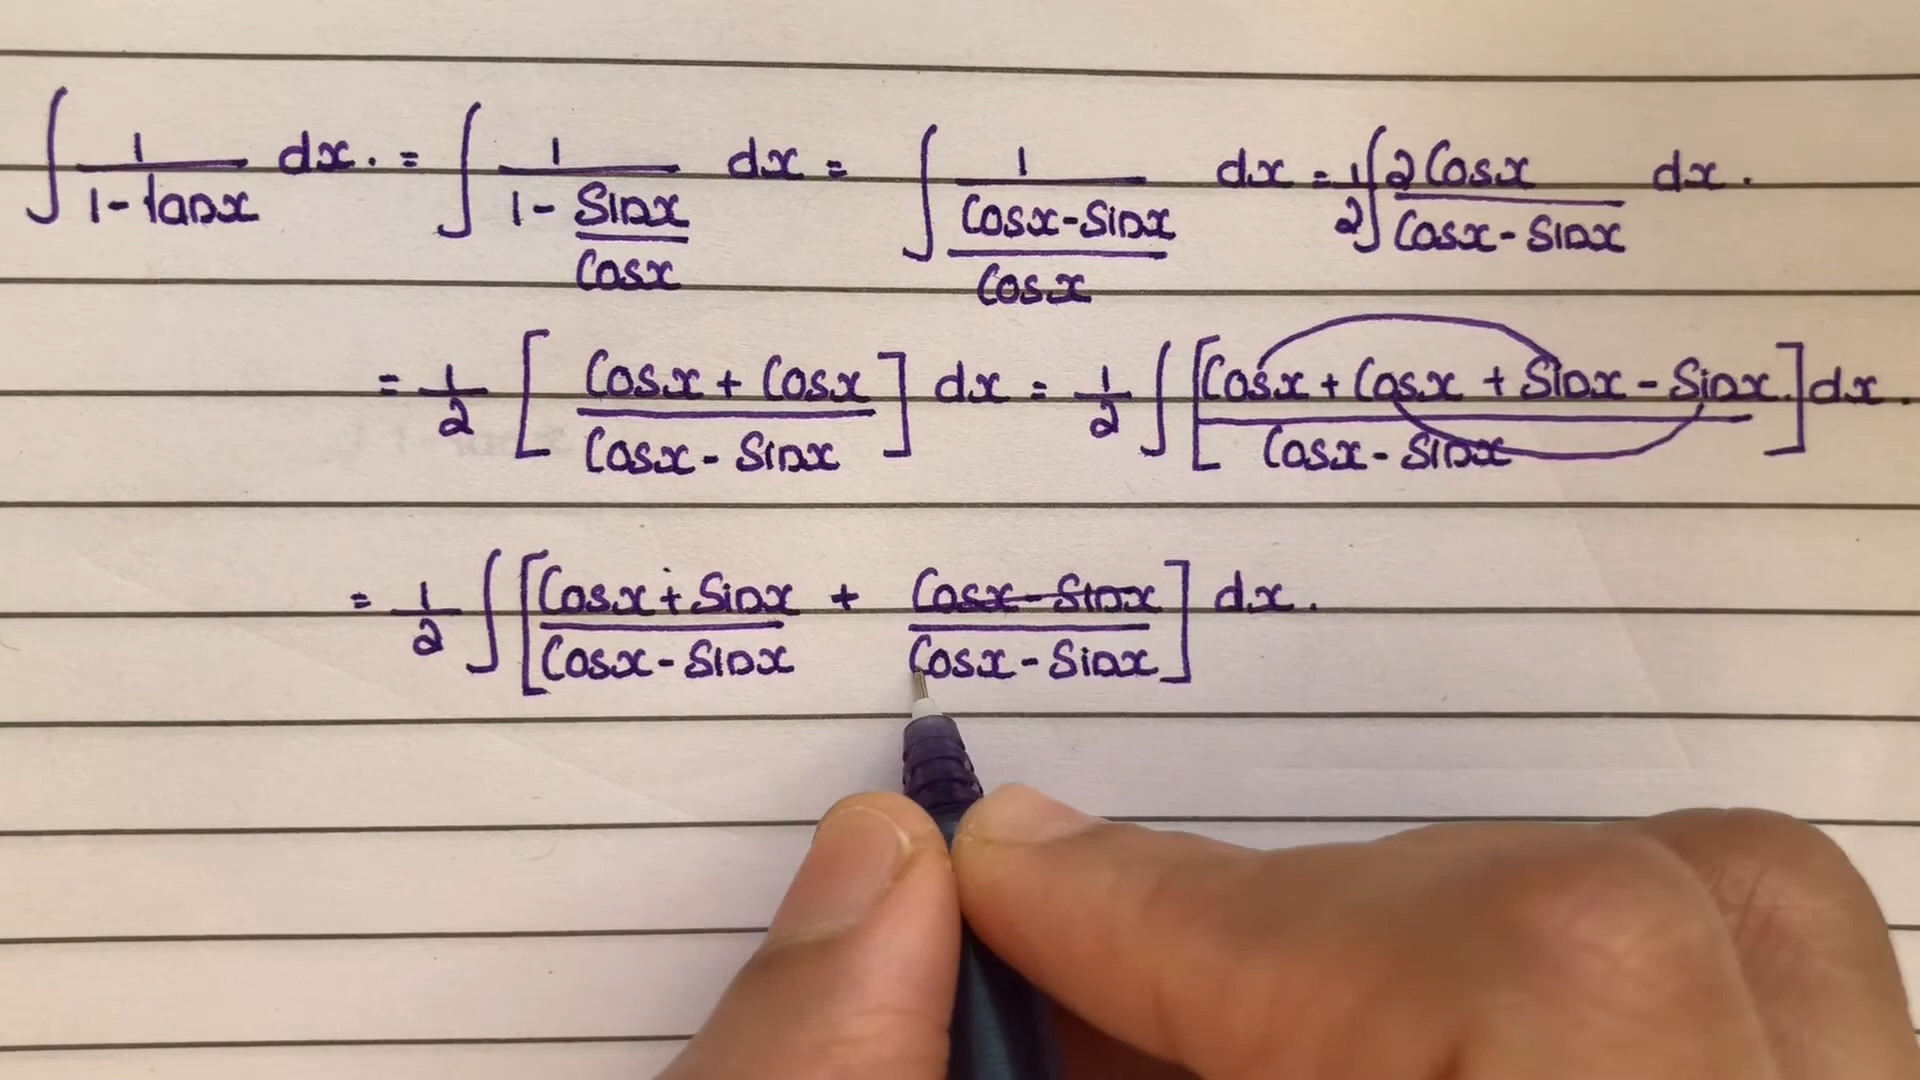 ∫ 1/(1 - tanx) dx. = ∫ 1/(1 - Sinx/Cosx) dx = ∫ 1/((Cosx - Sinx)/Cosx) dx = 1/2 ∫ 2Cosx/(Cosx - Sinx) dx.
= 1/2 [ (Cosx + Cosx)/(Cosx - Sinx) ] dx = 1/2 ∫ [ (Cosx + Cosx + Sinx - Sinx.)/(Cosx - Sinx) ] dx.
= 1/2 ∫ [ (Cosx + Sinx)/(Cosx - Sinx) + (Cosx - Sinx)/(Cosx - Sinx) ] dx.